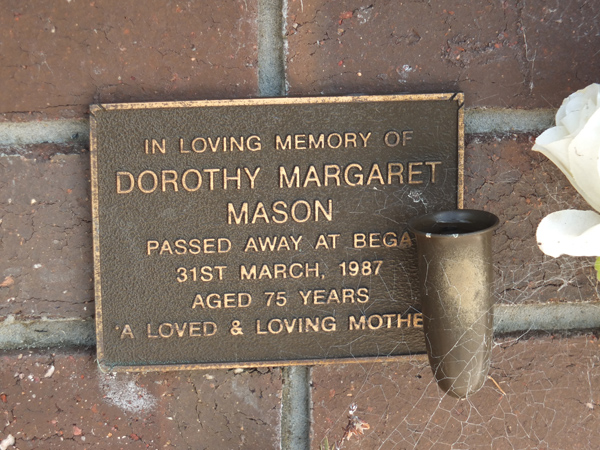 IN LOVING MEMORY OF
DOROTHY MARGARET
MASON
PASSED AWAY AT BEGA
31ST MARCH, 1987
AGED 75 YEARS
'A LOVED & LOVING MOTHE